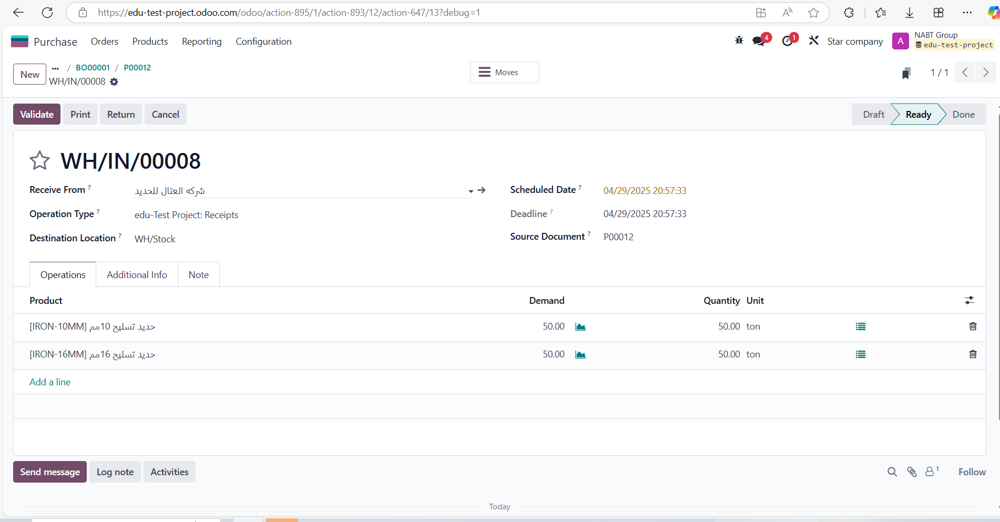 https://edu-test-project.odoo.com/odoo/action-895/1/action-893/12/action-647/13?debug=1
Purchase Orders Products Reporting Configuration
4 1 Star company A NABT Group
edu-test-project
New ... / BO00001 / P00012
WH/IN/00008
Moves
1 / 1
Validate Print Return Cancel
Draft Ready Done
WH/IN/00008
Receive From ? شركه العتال للحديد
Scheduled Date ? 04/29/2025 20:57:33
Operation Type ? edu-Test Project: Receipts
Deadline ? 04/29/2025 20:57:33
Destination Location ? WH/Stock
Source Document ? P00012
Operations Additional Info Note
Product Demand Quantity Unit
[IRON-10MM] حديد تسليح 10مم 50.00 50.00 ton
[IRON-16MM] حديد تسليح 16مم 50.00 50.00 ton
Add a line
Send message Log note Activities
1 Follow
Today